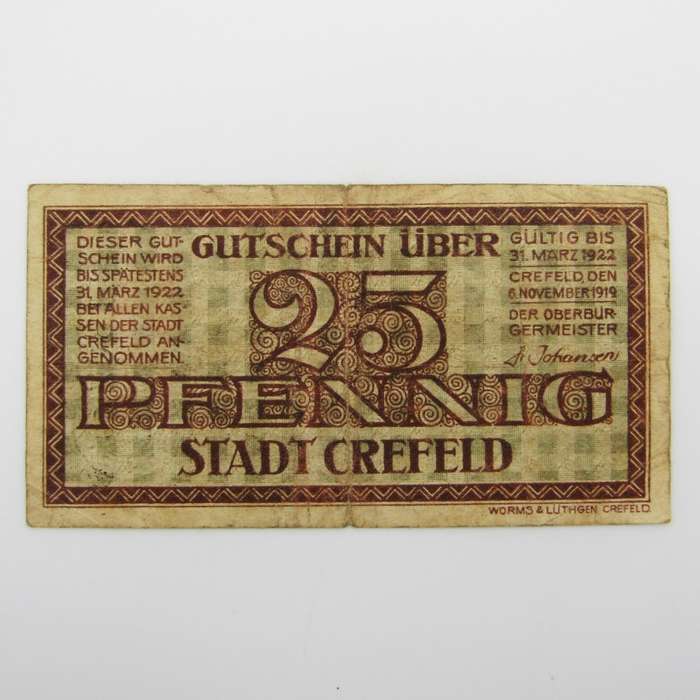 DIESER GUT-
SCHEIN WIRD
BIS SPÄTESTENS
31. MÄRZ 1922
BEI ALLEN KAS-
SEN DER STADT
CREFELD AN-
GENOMMEN.
GUTSCHEIN ÜBER
25
PFENNIG
STADT CREFELD
GÜLTIG BIS
31. MÄRZ 1922
CREFELD, DEN
6. NOVEMBER 1919
DER OBERBÜR-
GERMEISTER
Johansen
WORMS & LÜTHGEN CREFELD.